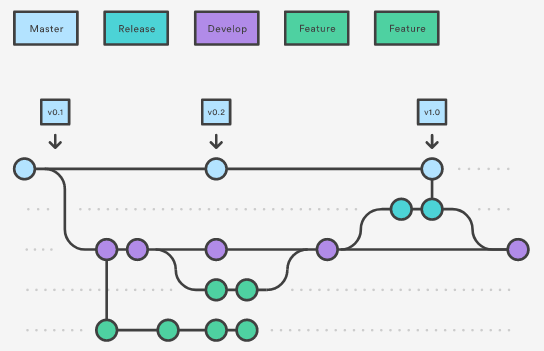 Master
Release
Develop
Feature
Feature
v0.1
v0.2
v1.0